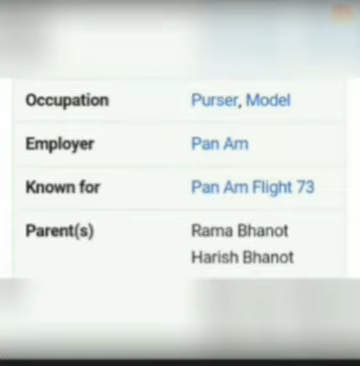 Occupation Purser, Model
Employer Pan Am
Known for Pan Am Flight 73
Parent(s) Rama Bhanot
Harish Bhanot